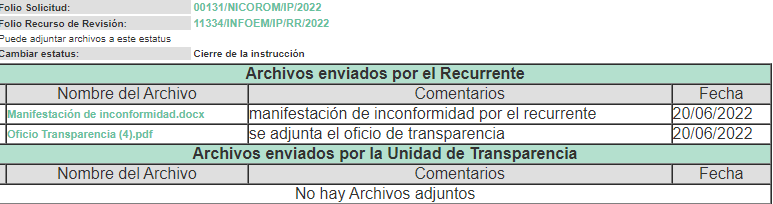 Folio Solicitud: 00131/NICOROM/IP/2022
Folio Recurso de Revisión: 11334/INFOEM/IP/RR/2022
Puede adjuntar archivos a este estatus
Cambiar estatus: Cierre de la instrucción
Archivos enviados por el Recurrente
Nombre del Archivo Comentarios Fecha
Manifestación de inconformidad.docx manifestación de inconformidad por el recurrente 20/06/2022
Oficio Transparencia (4).pdf se adjunta el oficio de transparencia 20/06/2022
Archivos enviados por la Unidad de Transparencia
Nombre del Archivo Comentarios Fecha
No hay Archivos adjuntos